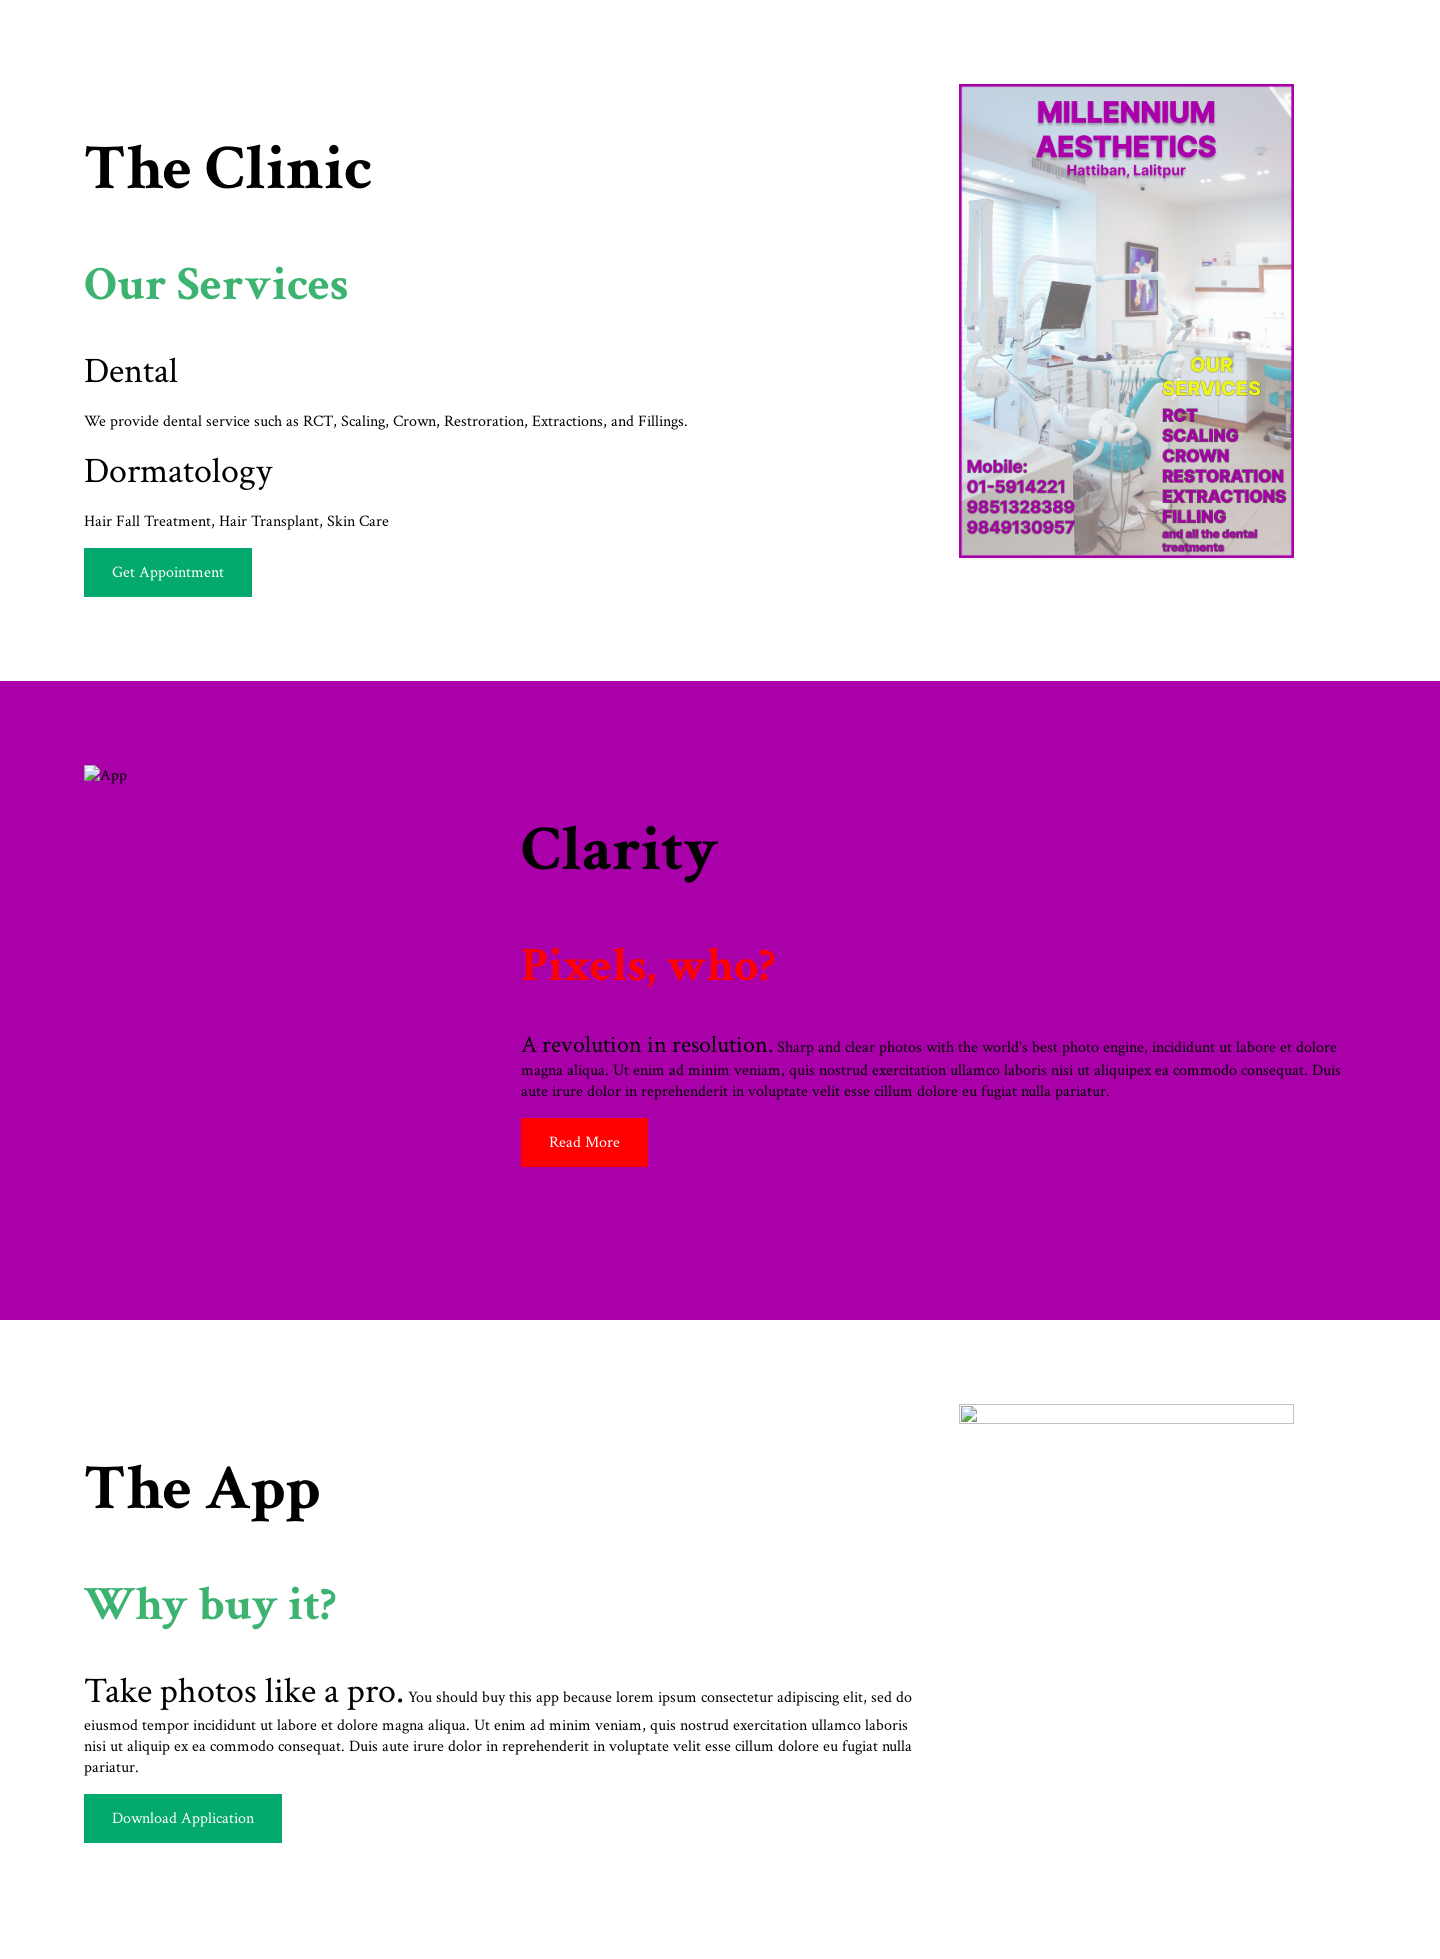 The Clinic
Our Services
Dental
We provide dental service such as RCT, Scaling, Crown, Restroration, Extractions, and Fillings.
Dormatology
Hair Fall Treatment, Hair Transplant, Skin Care
Get Appointment
MILLENNIUM
AESTHETICS
Hattiban, Lalitpur
OUR
SERVICES
RCT
SCALING
CROWN
RESTORATION
EXTRACTIONS
FILLING
and all the dental
treatments
Mobile:
01-5914221
9851328389
9849130957
App
Clarity
Pixels, who?
A revolution in resolution. Sharp and clear photos with the world's best photo engine, incididunt ut labore et dolore
magna aliqua. Ut enim ad minim veniam, quis nostrud exercitation ullamco laboris nisi ut aliquipex ea commodo consequat. Duis
aute irure dolor in reprehenderit in voluptate velit esse cillum dolore eu fugiat nulla pariatur.
Read More
The App
Why buy it?
Take photos like a pro. You should buy this app because lorem ipsum consectetur adipiscing elit, sed do
eiusmod tempor incididunt ut labore et dolore magna aliqua. Ut enim ad minim veniam, quis nostrud exercitation ullamco laboris
nisi ut aliquip ex ea commodo consequat. Duis aute irure dolor in reprehenderit in voluptate velit esse cillum dolore eu fugiat nulla
pariatur.
Download Application